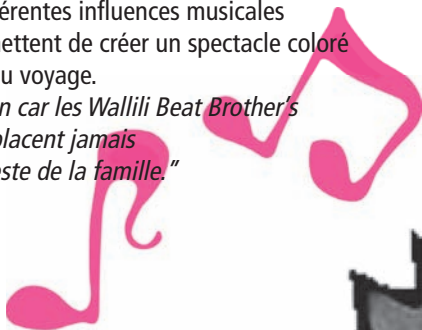 érentes influences musicales
ettent de créer un spectacle coloré
u voyage.
n car les Wallili Beat Brother's
placent jamais
este de la famille."